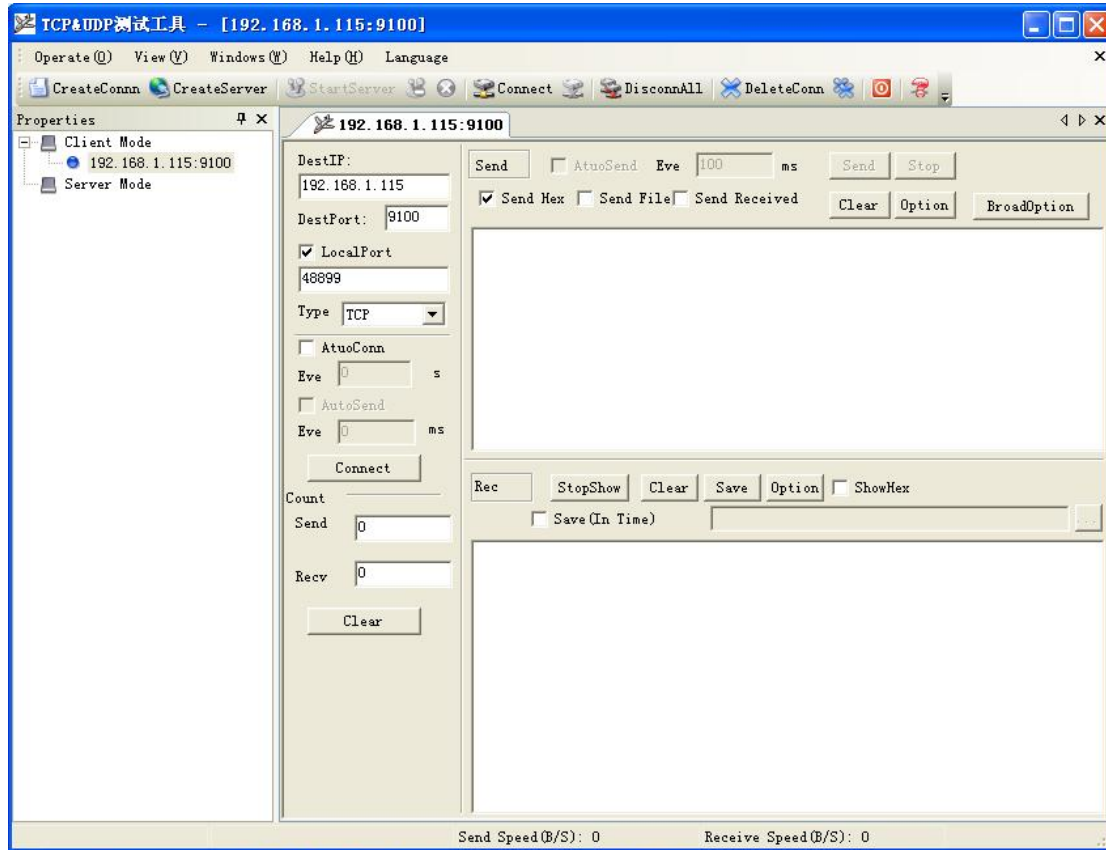 TCP&UDP测试工具 - [192.168.1.115:9100]
Operate(O) View(V) Windows(W) Help(H) Language
CreateConnn CreateServer StartServer Connect DisconnAll DeleteConn
Properties
Client Mode
192.168.1.115:9100
Server Mode
192.168.1.115:9100
DestIP:
192.168.1.115
DestPort: 9100
LocalPort
48899
Type TCP
AtuoConn
Eve 0 s
AutoSend
Eve 0 ms
Connect
Count
Send 0
Recv 0
Clear
Send AtuoSend Eve 100 ms Send Stop
Send Hex Send File Send Received Clear Option BroadOption
Rec StopShow Clear Save Option ShowHex
Save(In Time) ...
Send Speed(B/S): 0 Receive Speed(B/S): 0